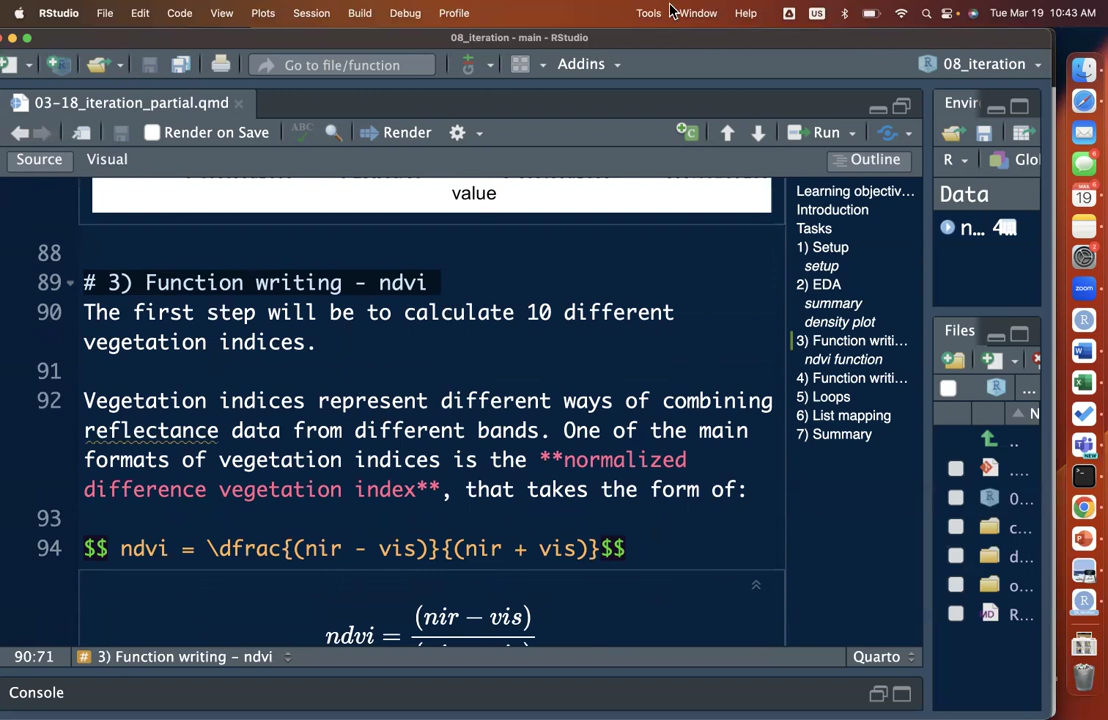 RStudio File Edit Code View Plots Session Build Debug Profile Tools Window Help US Tue Mar 19 10:43 AM
08_iteration - main - RStudio
Go to file/function Addins 08_iteration
03-18_iteration_partial.qmd
Render on Save ABC Render Run
Source Visual Outline
value
88
89 # 3) Function writing - ndvi
90 The first step will be to calculate 10 different
vegetation indices.
91
92 Vegetation indices represent different ways of combining
reflectance data from different bands. One of the main
formats of vegetation indices is the **normalized
difference vegetation index**, that takes the form of:
93
94 $$ ndvi = \dfrac{(nir - vis)}{(nir + vis)}$$
ndvi = (nir − vis)
90:71 # 3) Function writing - ndvi Quarto
Console
Learning objectiv...
Introduction
Tasks
1) Setup
setup
2) EDA
summary
density plot
3) Function writi...
ndvi function
4) Function writi...
5) Loops
6) List mapping
7) Summary
Envir
R Glo
Data
n... 4
Files
N
..
....
0...
c...
d...
o...
R...
19
zoom